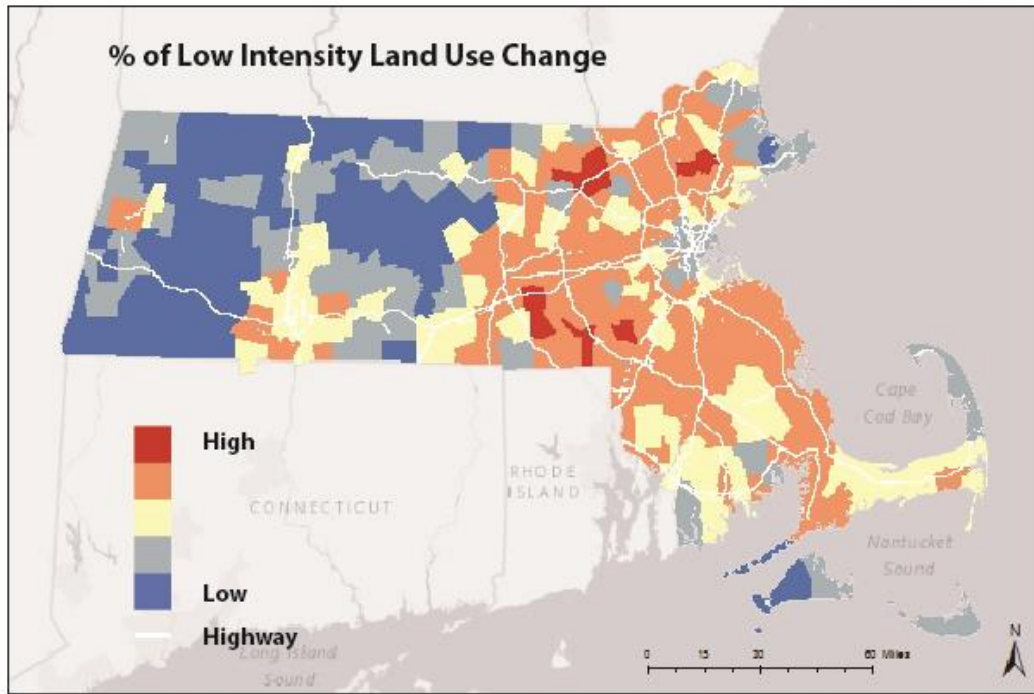 % of Low Intensity Land Use Change
High
Low
Highway
CONNECTICUT
RHODE
ISLAND
Cape
Cod Bay
Nantucket
Sound
Long Island
Sound
N
0 15 30 60 Miles